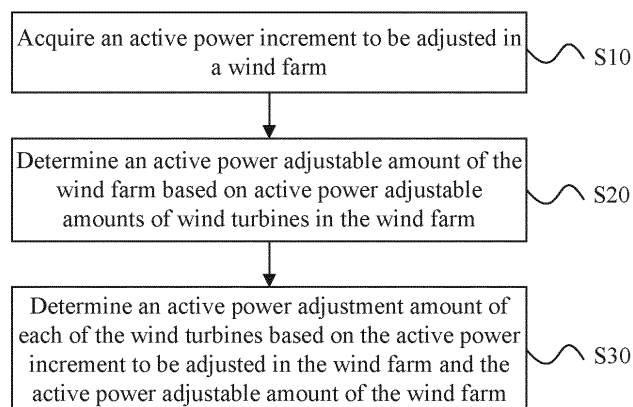 Acquire an active power increment to be adjusted in
a wind farm
S10
Determine an active power adjustable amount of the
wind farm based on active power adjustable
amounts of wind turbines in the wind farm
S20
Determine an active power adjustment amount of
each of the wind turbines based on the active power
increment to be adjusted in the wind farm and the
active power adjustable amount of the wind farm
S30